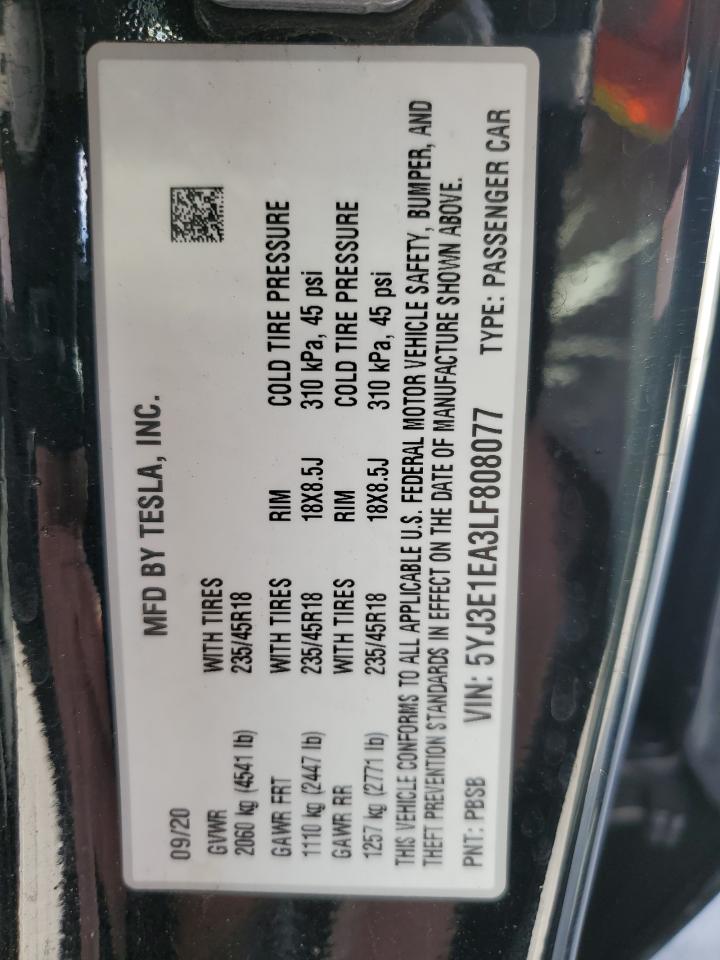 MFD BY TESLA, INC.
09/20
GVWR WITH TIRES
2060 kg (4541 lb) 235/45R18
GAWR FRT WITH TIRES RIM COLD TIRE PRESSURE
1110 kg (2447 lb) 235/45R18 18X8.5J 310 kPa, 45 psi
GAWR RR WITH TIRES RIM COLD TIRE PRESSURE
1257 kg (2771 lb) 235/45R18 18X8.5J 310 kPa, 45 psi
THIS VEHICLE CONFORMS TO ALL APPLICABLE U.S. FEDERAL MOTOR VEHICLE SAFETY, BUMPER, AND
THEFT PREVENTION STANDARDS IN EFFECT ON THE DATE OF MANUFACTURE SHOWN ABOVE.
PNT: PBSB VIN: 5YJ3E1EA3LF808077 TYPE: PASSENGER CAR